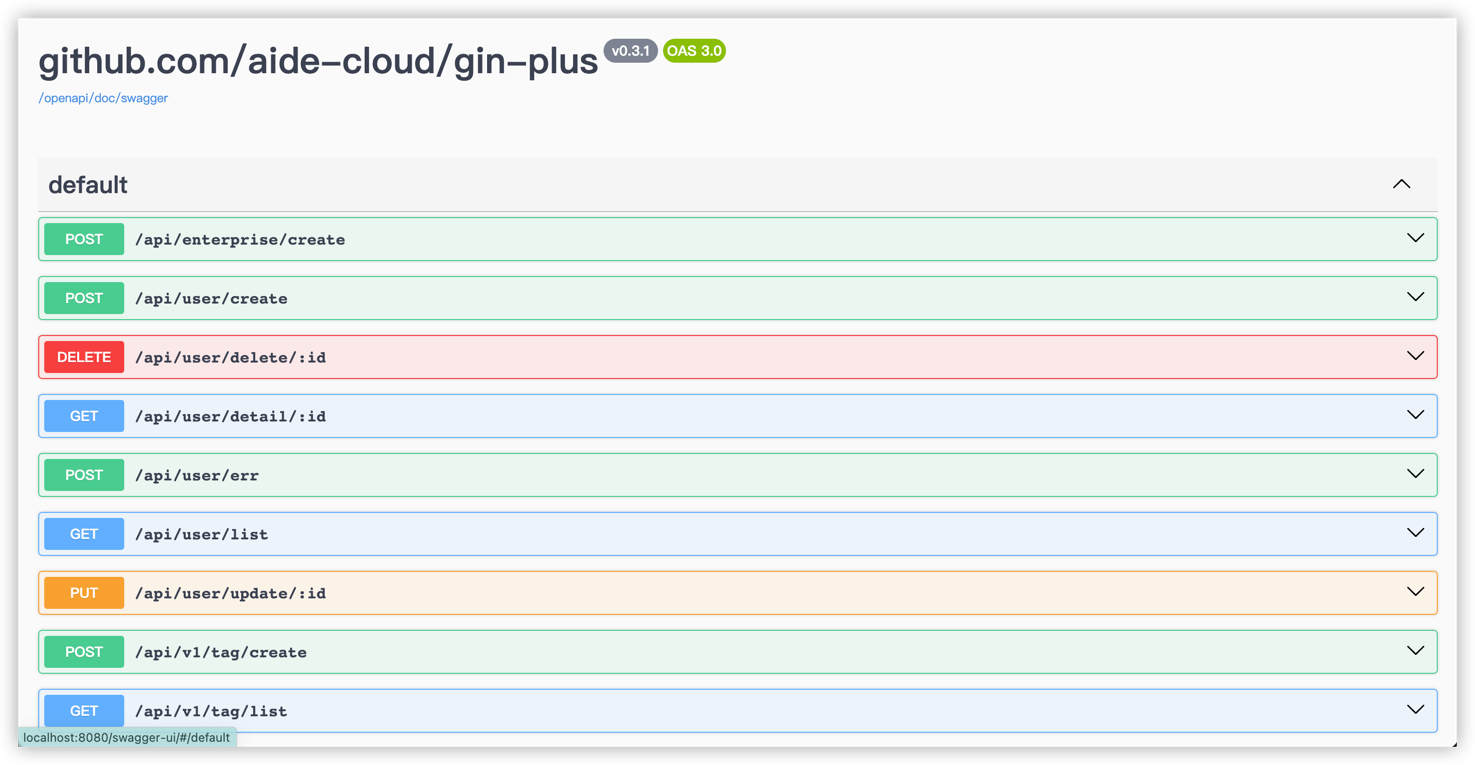 github.com/aide-cloud/gin-plus v0.3.1 OAS 3.0
/openapi/doc/swagger
default
POST /api/enterprise/create
POST /api/user/create
DELETE /api/user/delete/:id
GET /api/user/detail/:id
POST /api/user/err
GET /api/user/list
PUT /api/user/update/:id
POST /api/v1/tag/create
GET /api/v1/tag/list
localhost:8080/swagger-ui/#/default